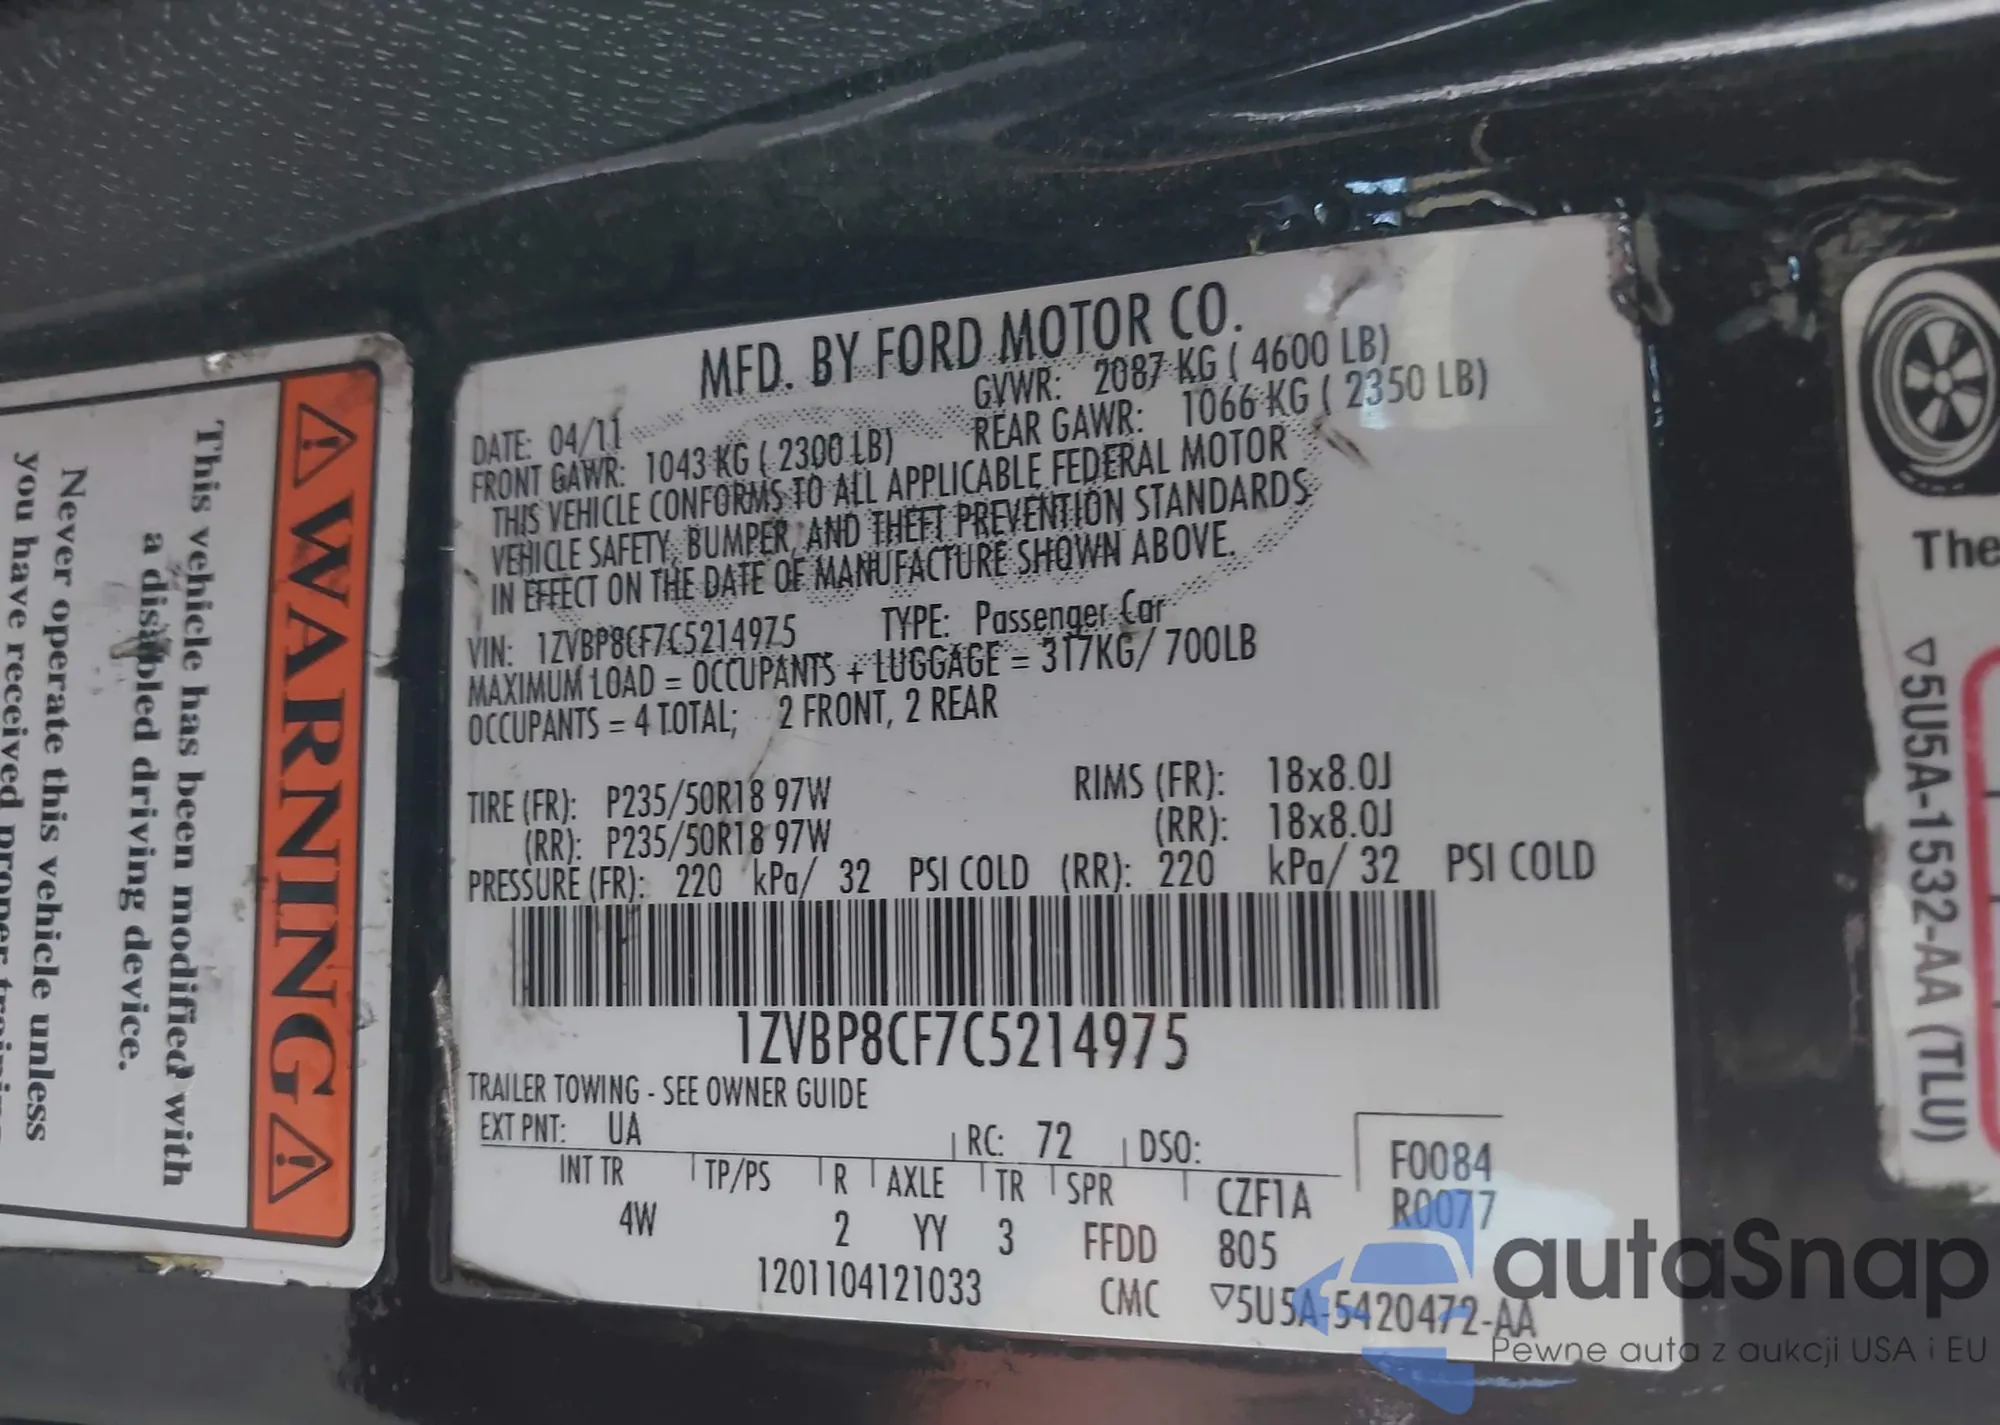 WARNING
This vehicle has been modified with
a disabled driving device.
Never operate this vehicle unless
you have received proper
MFD. BY FORD MOTOR CO.
DATE: 04/11 GVWR: 2087 KG ( 4600 LB)
FRONT GAWR: 1043 KG ( 2300 LB) REAR GAWR: 1066 KG ( 2350 LB)
THIS VEHICLE CONFORMS TO ALL APPLICABLE FEDERAL MOTOR
VEHICLE SAFETY, BUMPER, AND THEFT PREVENTION STANDARDS
IN EFFECT ON THE DATE OF MANUFACTURE SHOWN ABOVE.
VIN: 1ZVBP8CF7C5214975 TYPE: Passenger Car
MAXIMUM LOAD = OCCUPANTS + LUGGAGE = 317KG/ 700LB
OCCUPANTS = 4 TOTAL; 2 FRONT, 2 REAR
TIRE (FR): P235/50R18 97W RIMS (FR): 18x8.0J
(RR): P235/50R18 97W (RR): 18x8.0J
PRESSURE (FR): 220 kPa/ 32 PSI COLD (RR): 220 kPa/ 32 PSI COLD
1ZVBP8CF7C5214975
TRAILER TOWING - SEE OWNER GUIDE
EXT PNT: UA RC: 72 DSO: F0084
INT TR TP/PS R AXLE TR SPR CZF1A R0077
4W 2 YY 3 FFDD 805
1201104121033 CMC ▽5U5A-5420472-AA
The
▽5U5A-1532-AA (TLU)
autaSnap
Pewne auta z aukcji USA i EU